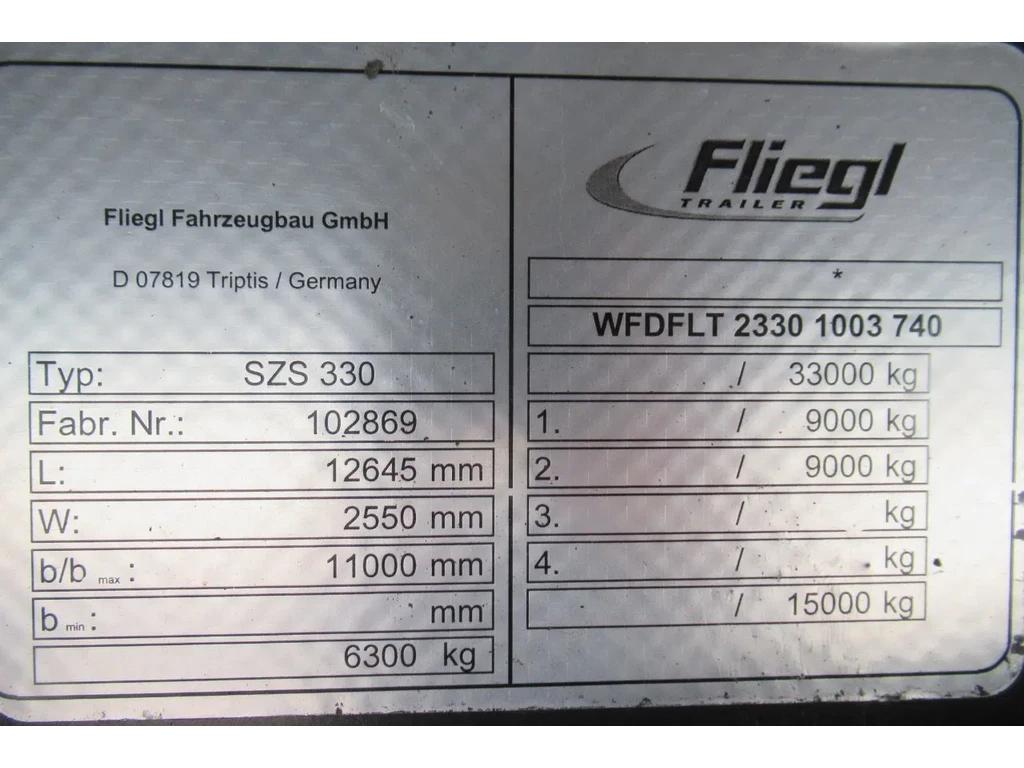 Fliegl Fahrzeugbau GmbH
D 07819 Triptis / Germany
Typ: SZS 330
Fabr. Nr.: 102869
L: 12645 mm
W: 2550 mm
b/b max : 11000 mm
b min : mm
6300 kg
Fliegl
TRAILER
*
WFDFLT 2330 1003 740
/ 33000 kg
1. / 9000 kg
2. / 9000 kg
3. / kg
4. / kg
/ 15000 kg